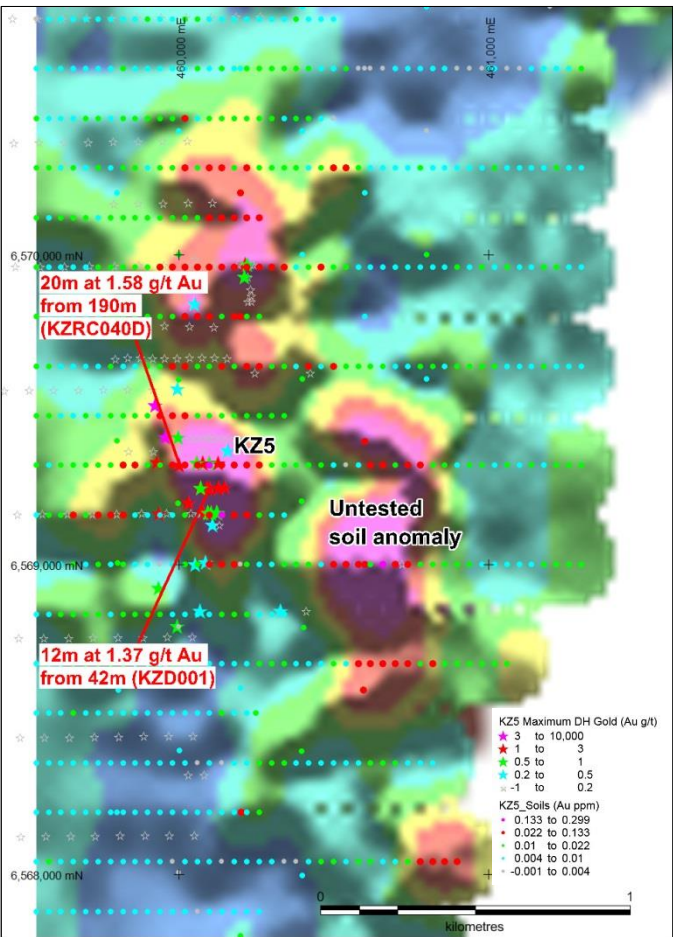 460,000 mE
461,000 mE
6,570,000 mN
20m at 1.58 g/t Au
from 190m
(KZRC040D)
KZ5
Untested
soil anomaly
6,569,000 mN
12m at 1.37 g/t Au
from 42m (KZD001)
KZ5 Maximum DH Gold (Au g/t)
3 to 10,000
1 to 3
0.5 to 1
0.2 to 0.5
-1 to 0.2
KZ5_Soils (Au ppm)
0.133 to 0.299
0.022 to 0.133
0.01 to 0.022
0.004 to 0.01
-0.001 to 0.004
6,568,000 mN
0 1
kilometres